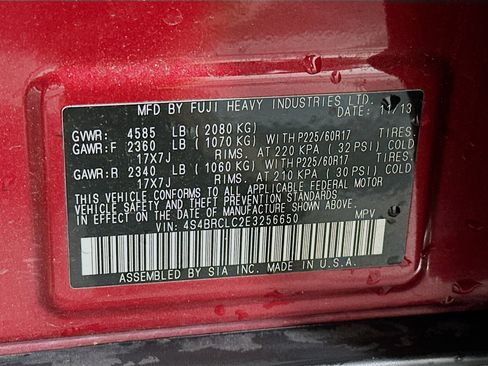 MFD BY FUJI HEAVY INDUSTRIES LTD. DATE: 11/13
GVWR: 4585 LB (2080 KG)
GAWR:F 2360 LB (1070 KG) WITH P225/60R17 TIRES.
17X7J RIMS. AT 220 KPA (32 PSI) COLD
GAWR:R 2340 LB (1060 KG) WITH P225/60R17 TIRES.
17X7J RIMS. AT 210 KPA (30 PSI) COLD
THIS VEHICLE CONFORMS TO ALL APPLICABLE FEDERAL MOTOR
VEHICLE SAFETY AND THEFT PREVENTION STANDARDS
IN EFFECT ON THE DATE OF MANUFACTURE SHOWN ABOVE.
VIN: 4S4BRCLC2E3256650 MPV
ASSEMBLED BY SIA INC. MADE IN U.S.A.